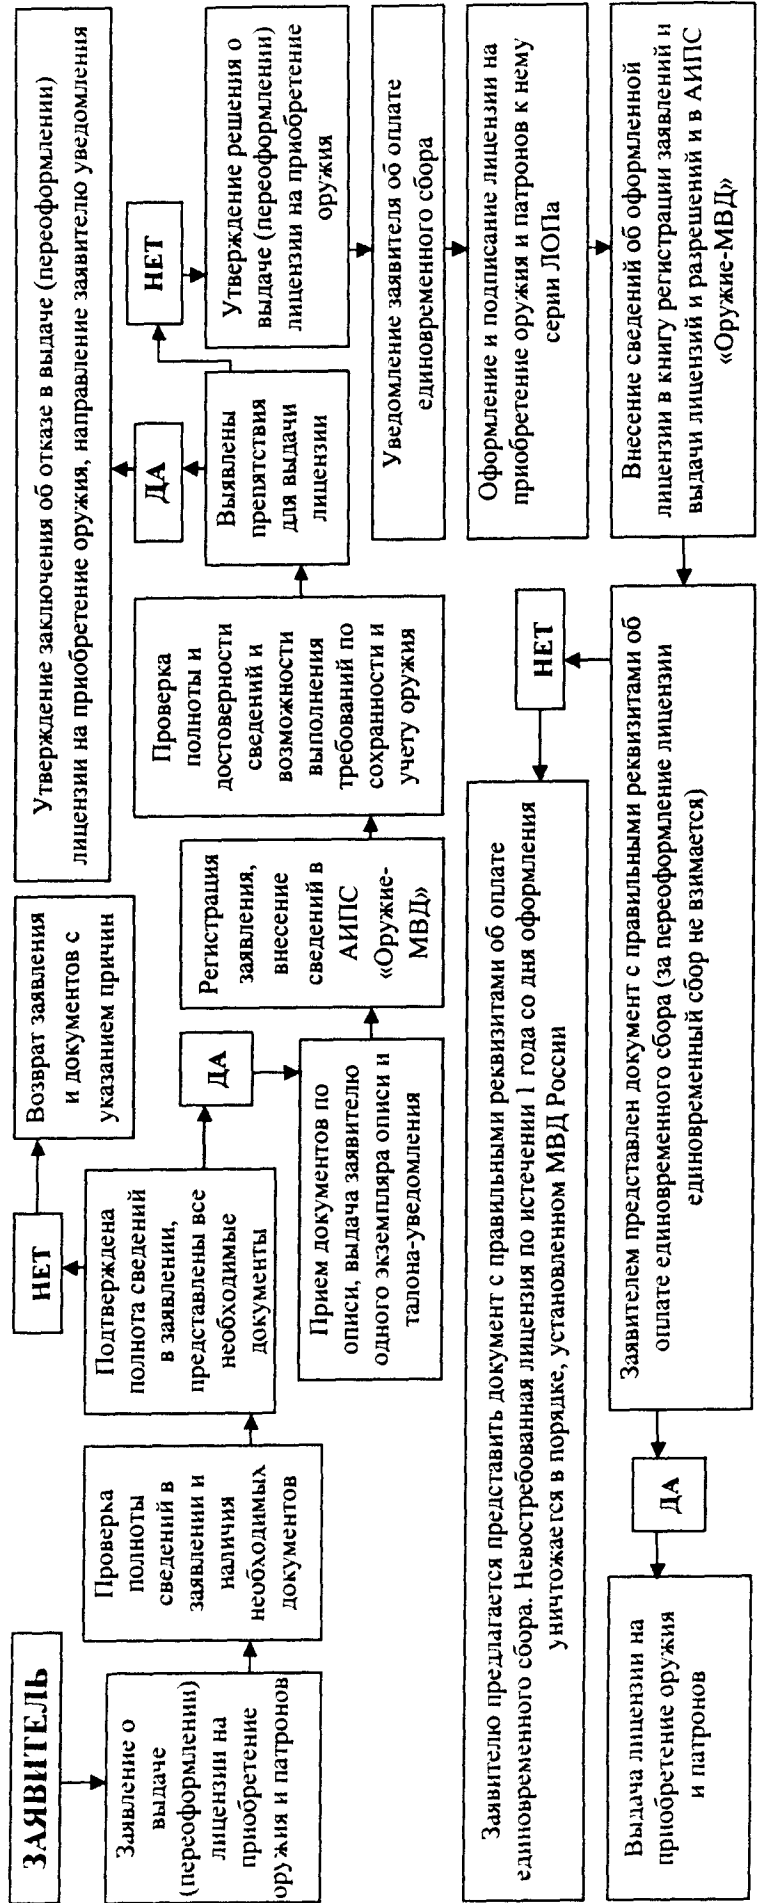 ЗАЯВИТЕЛЬ
Заявление о
выдаче
(переоформлении)
лицензии на
приобретение
оружия и патронов
Проверка
полноты
сведений в
заявлении и
наличия
необходимых
документов
Подтверждена
полнота сведений
в заявлении,
представлены все
необходимые
документы
НЕТ
Возврат заявления
и документов с
указанием причин
ДА
Прием документов по
описи, выдача заявителю
одного экземпляра описи и
талона-уведомления
Регистрация
заявления,
внесение
сведений в
АИПС
«Оружие-
МВД»
Проверка
полноты и
достоверности
сведений и
возможности
выполнения
требований по
сохранности и
учету оружия
Выявлены
препятствия
для выдачи
лицензии
ДА
Утверждение заключения об отказе в выдаче (переоформлении)
лицензии на приобретение оружия, направление заявителю уведомления
НЕТ
Утверждение решения о
выдаче (переоформлении)
лицензии на приобретение
оружия
Уведомление заявителя об оплате
единовременного сбора
Оформление и подписание лицензии на
приобретение оружия и патронов к нему
серии ЛОПа
Внесение сведений об оформленной
лицензии в книгу регистрации заявлений и
выдачи лицензий и разрешений и в АИПС
«Оружие-МВД»
Заявителем представлен документ с правильными реквизитами об
оплате единовременного сбора (за переоформление лицензии
единовременный сбор не взимается)
НЕТ
Заявителю предлагается представить документ с правильными реквизитами об оплате
единовременного сбора. Невостребованная лицензия по истечении 1 года со дня оформления
уничтожается в порядке, установленном МВД России
ДА
Выдача лицензии на
приобретение оружия
и патронов